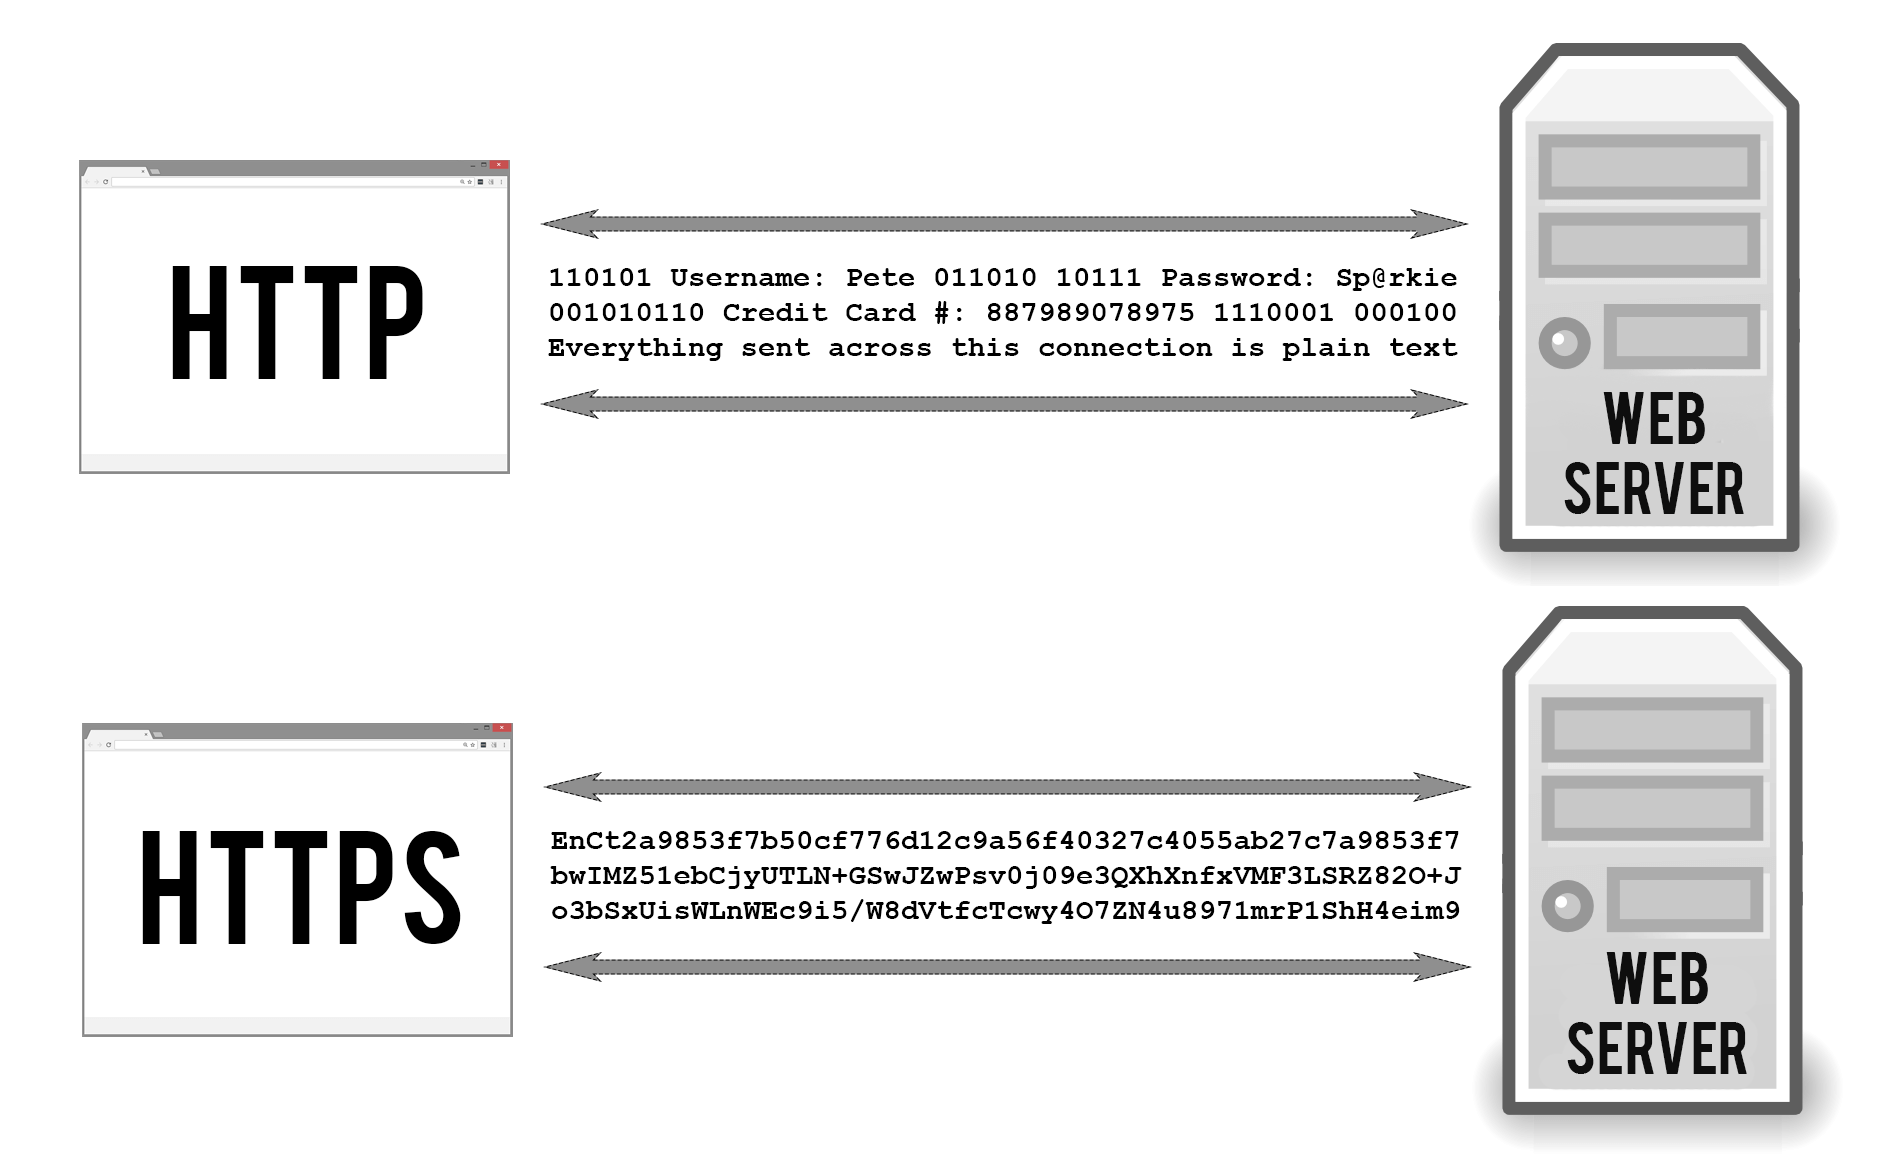 HTTP
110101 Username: Pete 011010 10111 Password: Sp@rkie
001010110 Credit Card #: 887989078975 1110001 000100
Everything sent across this connection is plain text
WEB
SERVER
HTTPS
EnCt2a9853f7b50cf776d12c9a56f40327c4055ab27c7a9853f7
bwIMZ51ebCjyUTLN+GSwJZwPsv0j09e3QXhXnfxVMF3LSRZ82O+J
o3bSxUisWLnWEc9i5/W8dVtfcTcwy4O7ZN4u8971mrP1ShH4eim9
WEB
SERVER